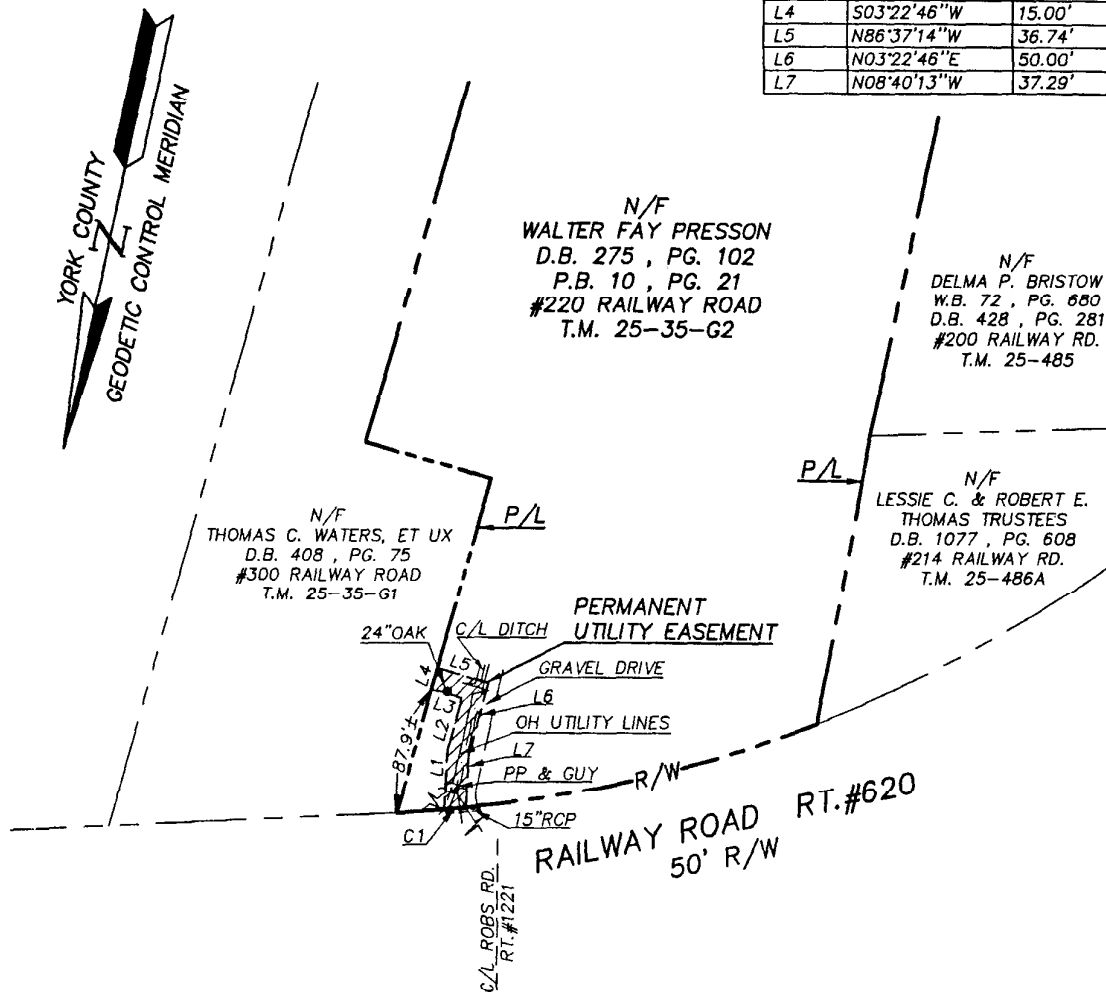 L4 S03°22'46"W 15.00'
L5 N86°37'14"W 36.74'
L6 N03°22'46"E 50.00'
L7 N08°40'13"W 37.29'
YORK COUNTY
GEODETIC CONTROL MERIDIAN
N
N/F
WALTER FAY PRESSON
D.B. 275 , PG. 102
P.B. 10 , PG. 21
#220 RAILWAY ROAD
T.M. 25-35-G2
N/F
DELMA P. BRISTOW
W.B. 72 , PG. 680
D.B. 428 , PG. 281
#200 RAILWAY RD.
T.M. 25-485
P/L
N/F
LESSIE C. & ROBERT E.
THOMAS TRUSTEES
D.B. 1077 , PG. 608
#214 RAILWAY RD.
T.M. 25-486A
N/F
THOMAS C. WATERS, ET UX
D.B. 408 , PG. 75
#300 RAILWAY ROAD
T.M. 25-35-G1
P/L
PERMANENT
UTILITY EASEMENT
24"OAK
C/L DITCH
GRAVEL DRIVE
L4
L5
L3
L6
L2
OH UTILITY LINES
87.9'±
L1
L7
PP & GUY
R/W
C1
15"RCP
RAILWAY ROAD RT.#620
50' R/W
C/L ROBS RD.
RT.#1221